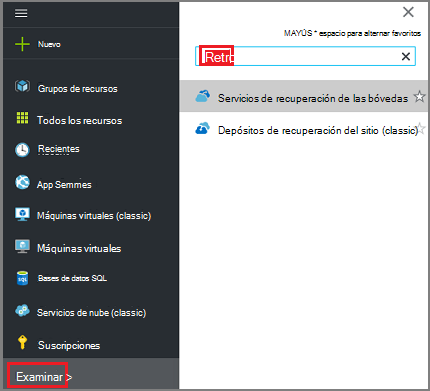 Nuevo
Grupos de recursos
Todos los recursos
Recientes
App Semmes
Máquinas virtuales (classic)
Máquinas virtuales
Bases de datos SQL
Servicios de nube (classic)
Suscripciones
Examinar >
MAYÚS * espacio para alternar favoritos
Retro
Servicios de recuperación de las bóvedas
Depósitos de recuperación del sitio (classic)